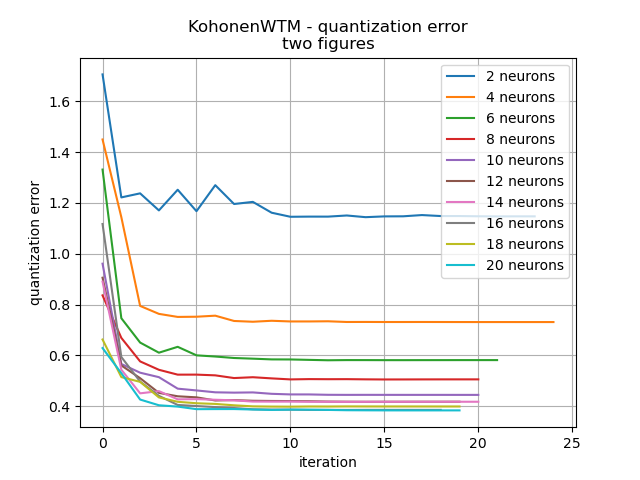 KohonenWTM - quantization error
two figures
quantization error
1.6
1.4
1.2
1.0
0.8
0.6
0.4
2 neurons
4 neurons
6 neurons
8 neurons
10 neurons
12 neurons
14 neurons
16 neurons
18 neurons
20 neurons
0
5
10
15
20
25
iteration